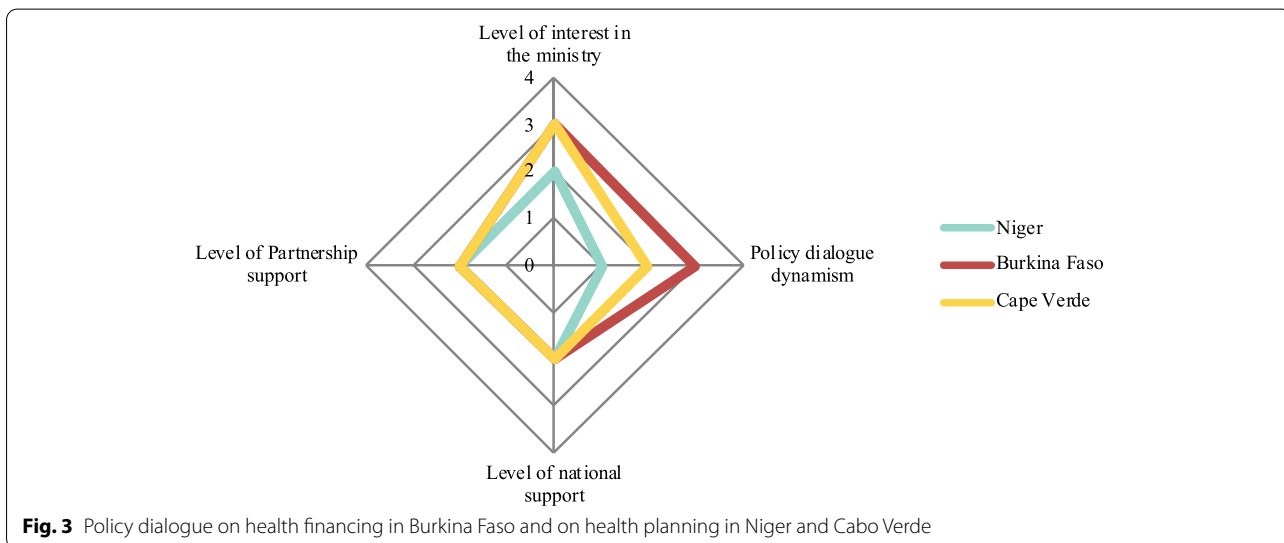 Level of interest in
the ministry
4
3
2
1
0
Level of Partnership
support
Policy dialogue
dynamism
Level of national
support
Niger
Burkina Faso
Cape Verde
Fig. 3 Policy dialogue on health financing in Burkina Faso and on health planning in Niger and Cabo Verde